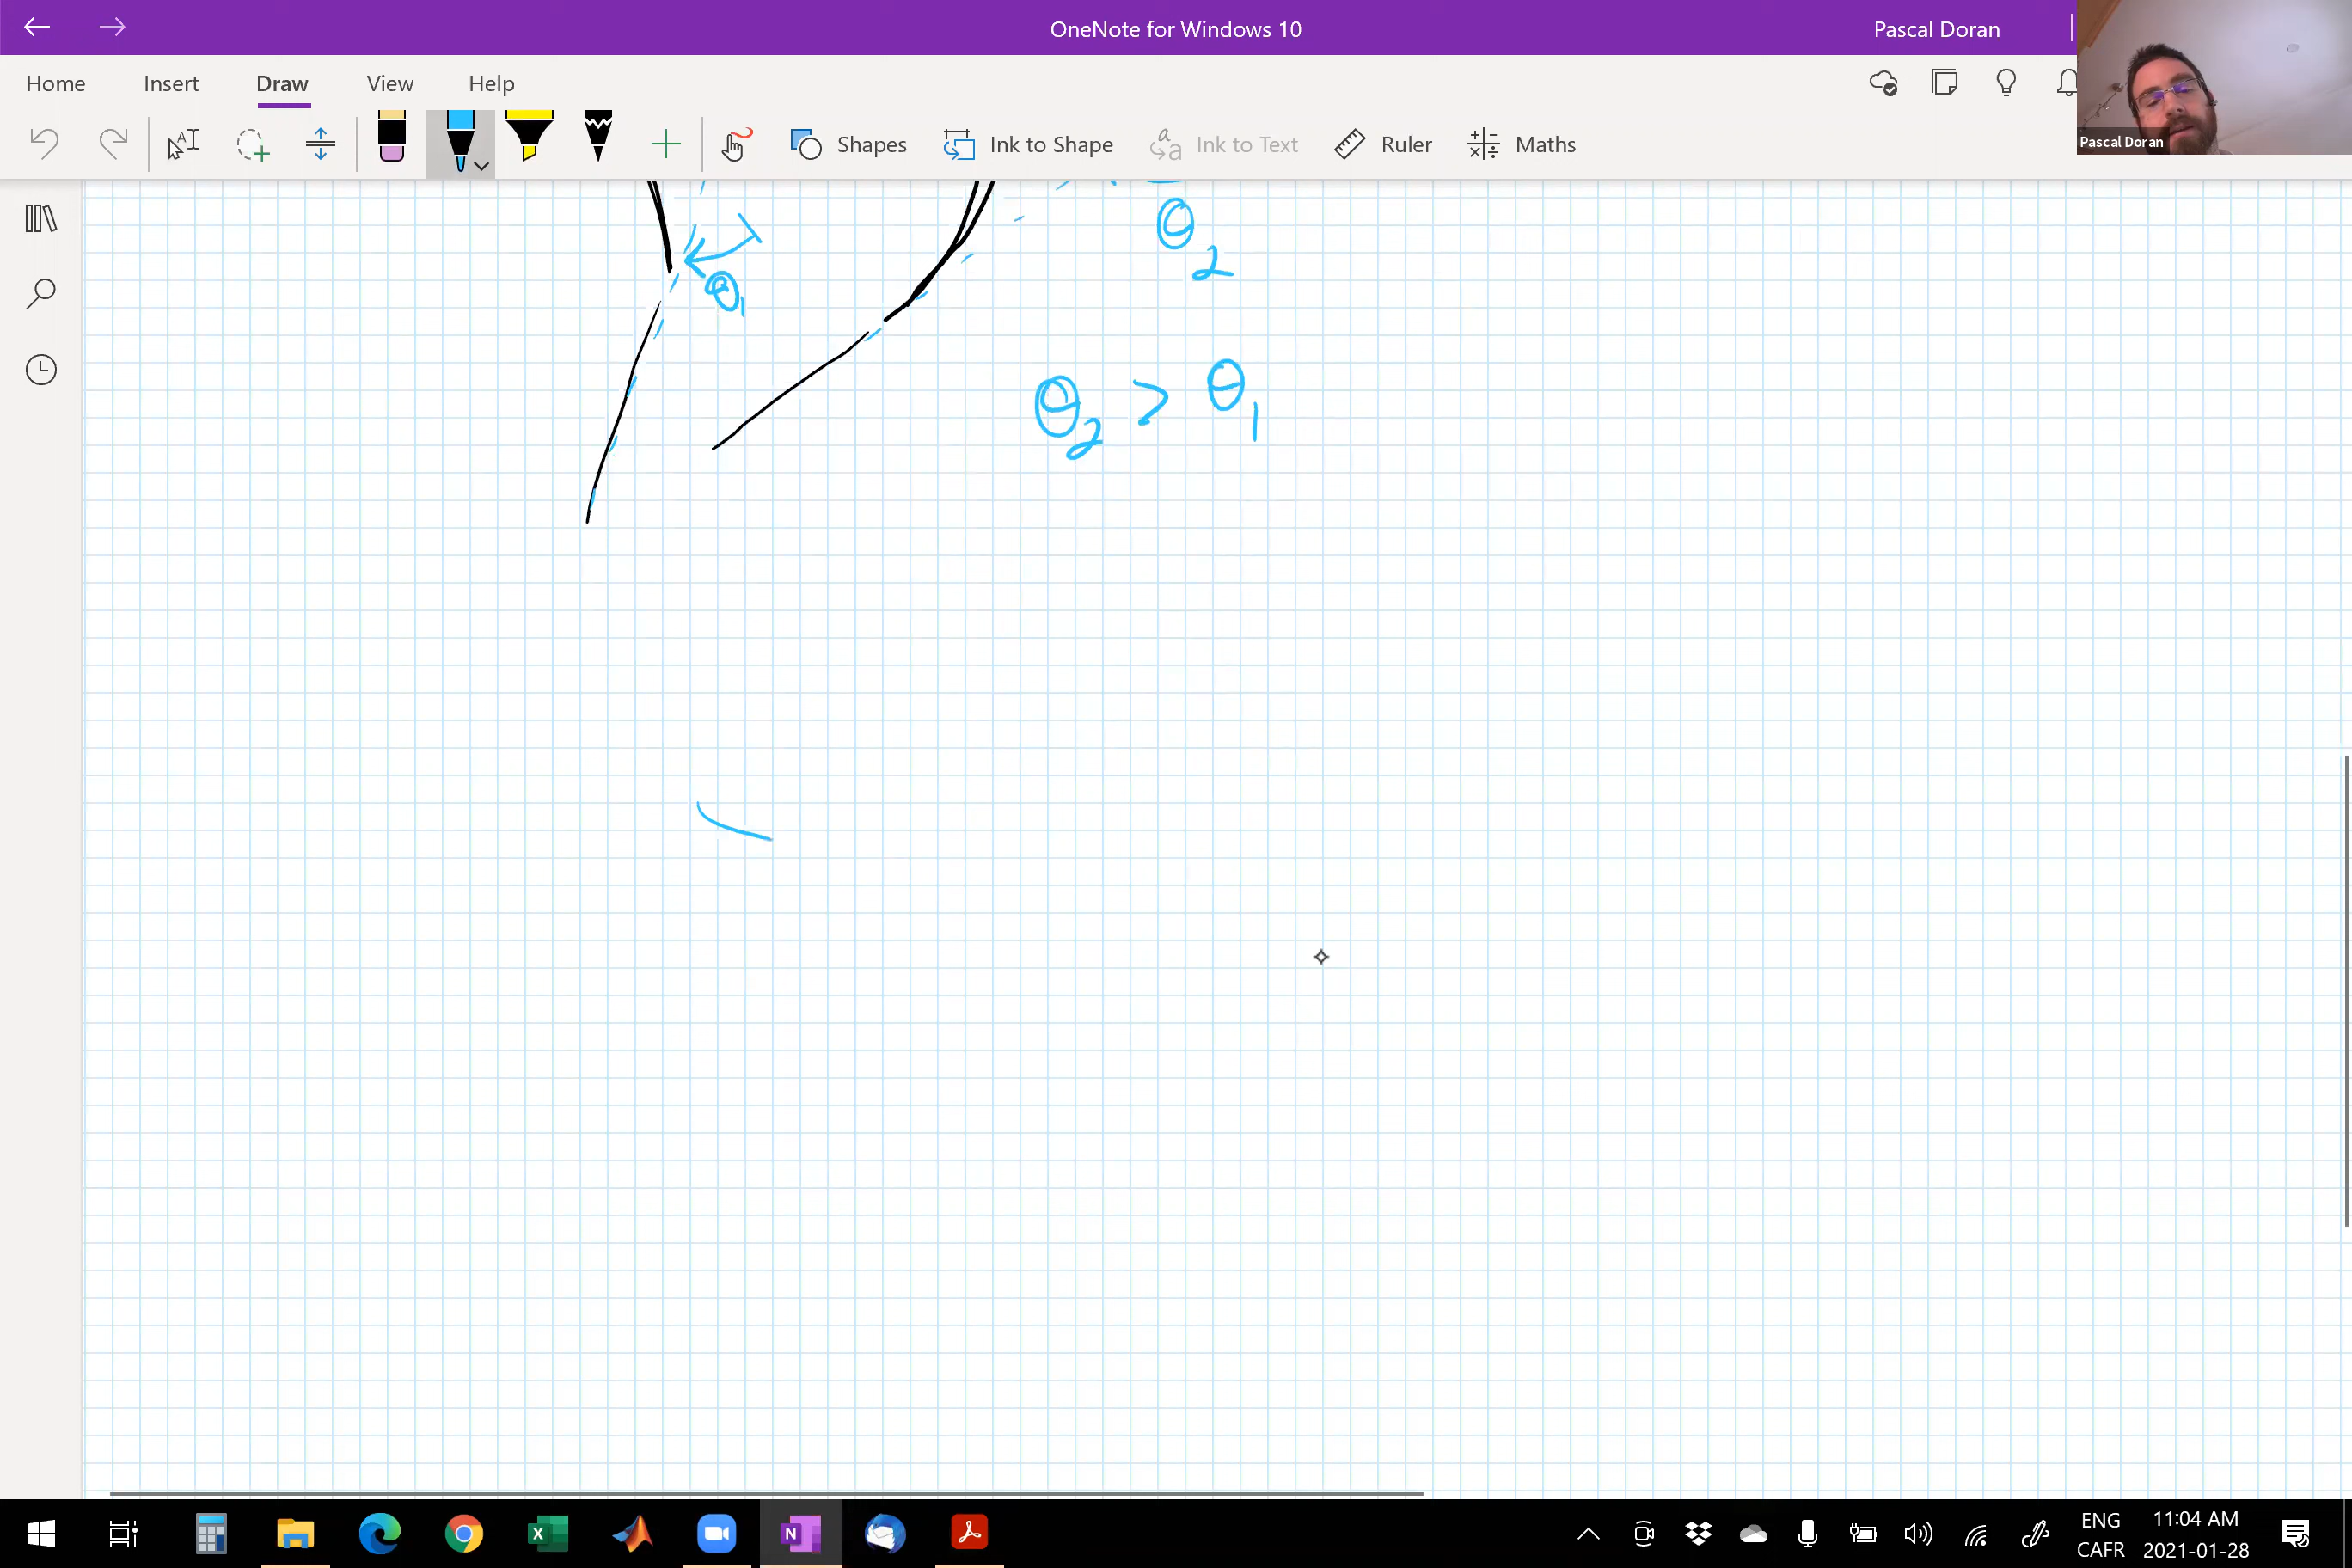 OneNote for Windows 10
Pascal Doran
Home Insert Draw View Help
Pascal Doran
Shapes Ink to Shape Ink to Text Ruler Maths
θ2
θ1
θ2 > θ1
ENG 11:04 AM
CAFR 2021-01-28